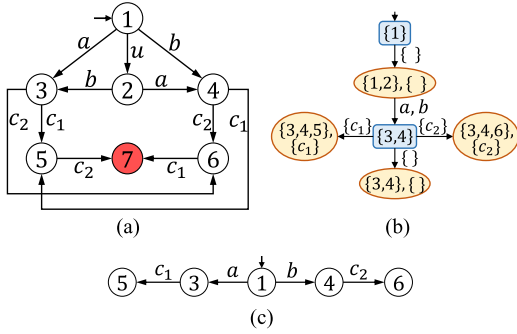 1
a
u
b
3
b
2
a
4
c₂
c₁
c₂
c₁
5
c₂
7
c₁
6
(a)
{1}
{ }
{1,2},{ }
a, b
{3,4,5},
{c₁}
{c₁}
{3,4}
{c₂}
{3,4,6},
{c₂}
{ }
{3,4},{ }
(b)
5
c₁
3
a
1
b
4
c₂
6
(c)